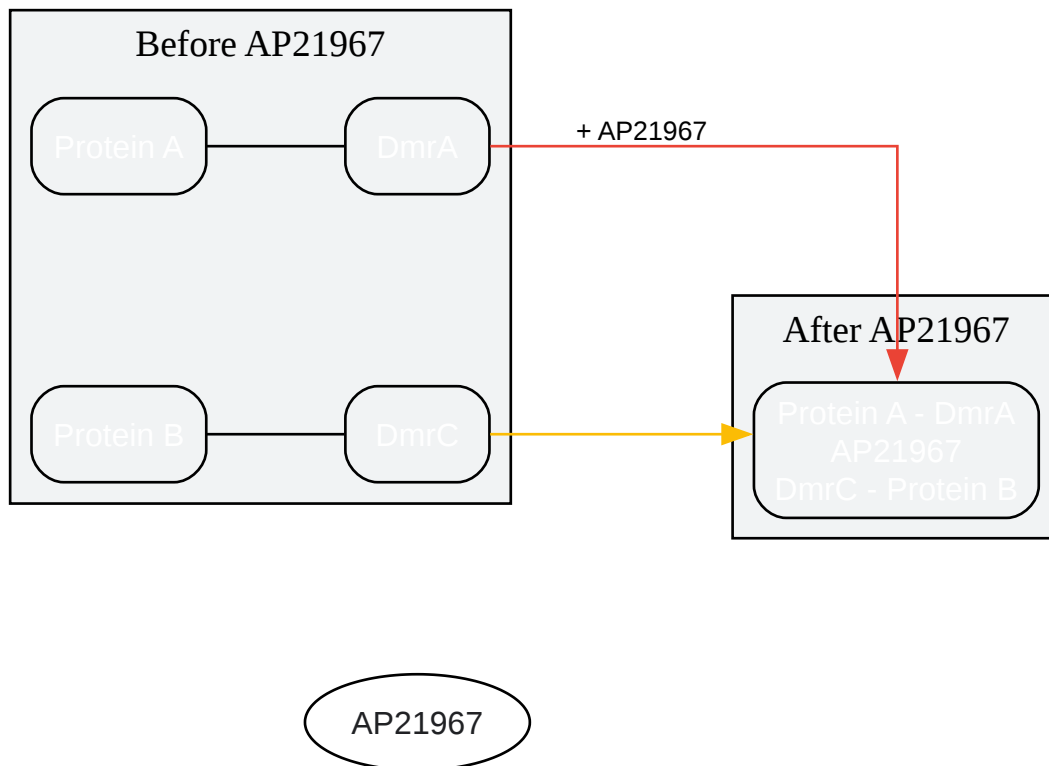 Before AP21967
Protein A
DmrA
+ AP21967
After AP21967
Protein B
DmrC
Protein A - DmrA
AP21967
DmrC - Protein B
AP21967